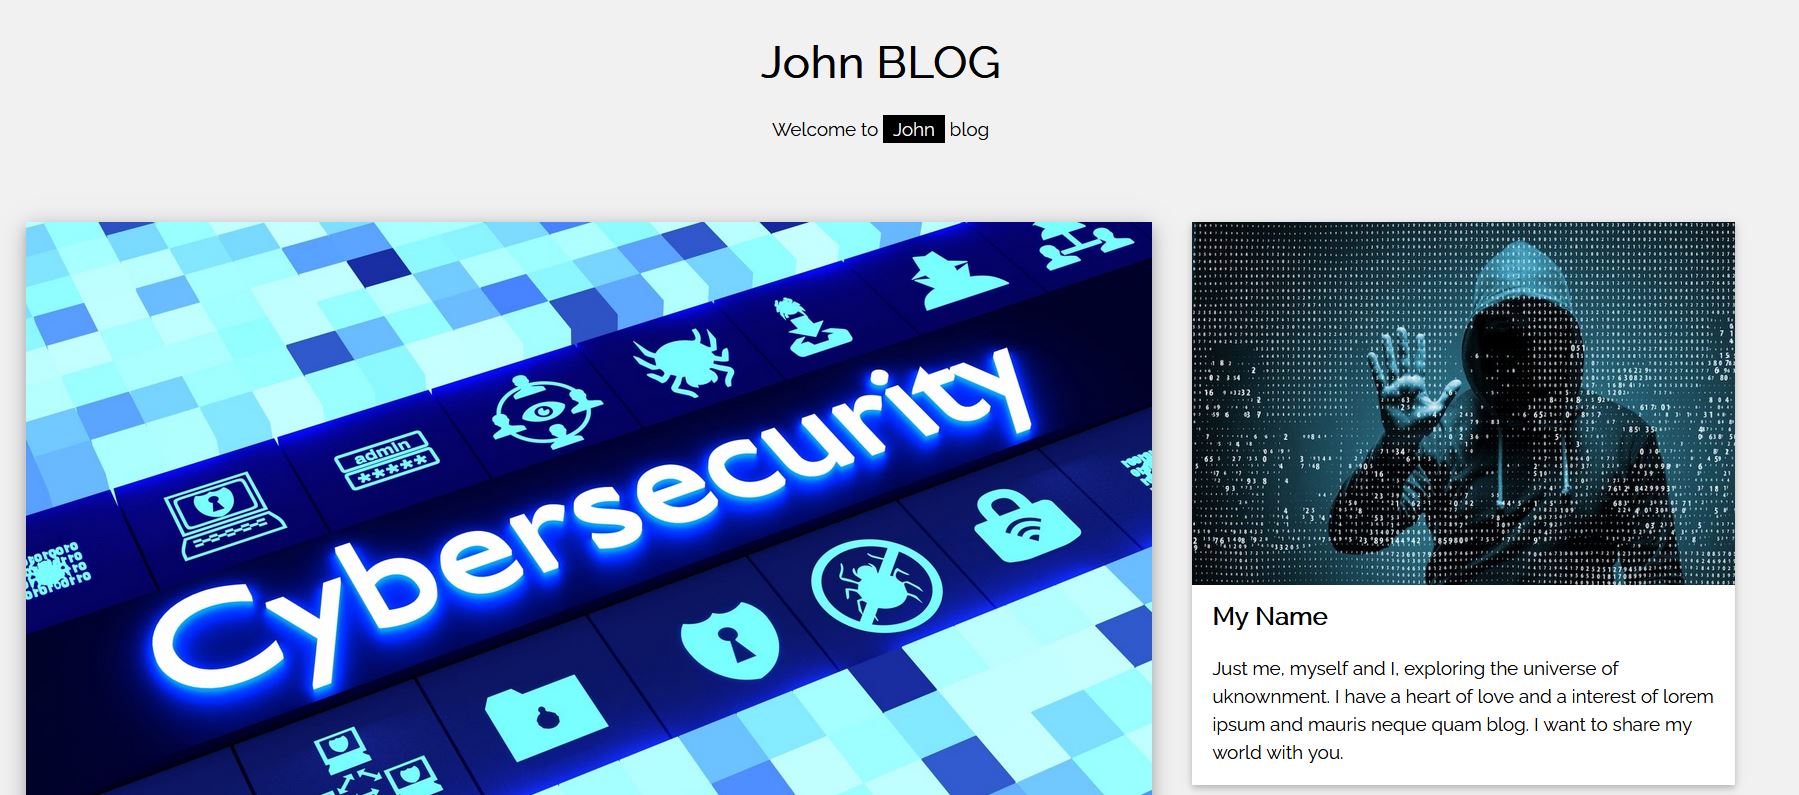 John BLOG
Welcome to John blog
admin
*****
Cybersecurity
My Name
Just me, myself and I, exploring the universe of
uknownment. I have a heart of love and a interest of lorem
ipsum and mauris neque quam blog. I want to share my
world with you.